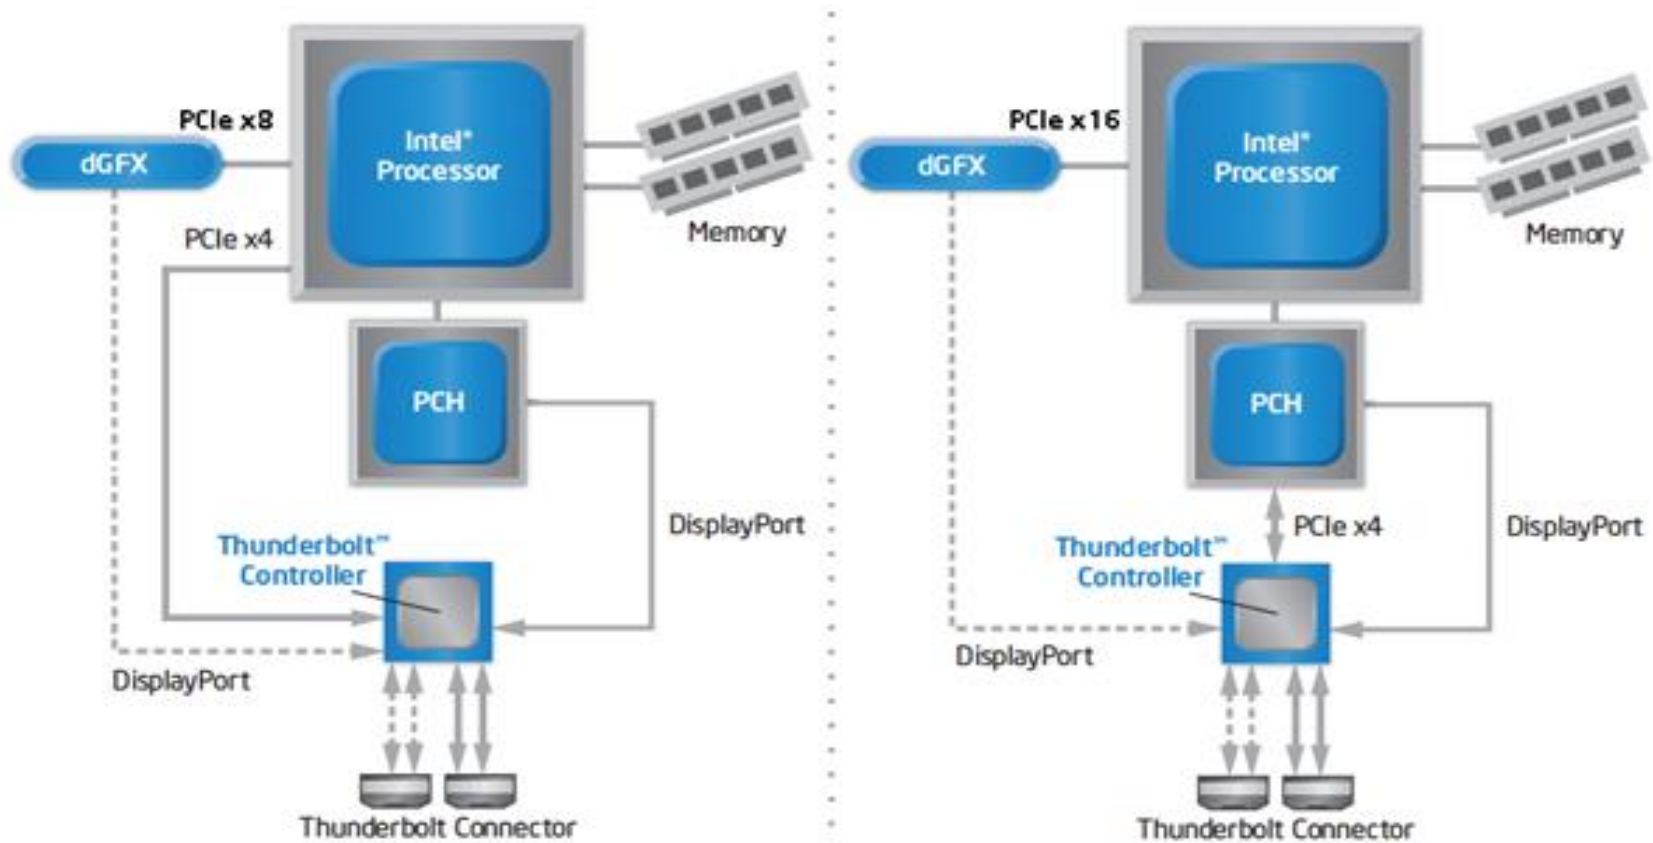 PCIe x8
dGFX
Intel®
Processor
PCIe x4
Memory
PCH
DisplayPort
Thunderbolt™
Controller
DisplayPort
Thunderbolt Connector
PCIe x16
dGFX
Intel®
Processor
Memory
PCH
PCIe x4
DisplayPort
Thunderbolt™
Controller
DisplayPort
Thunderbolt Connector